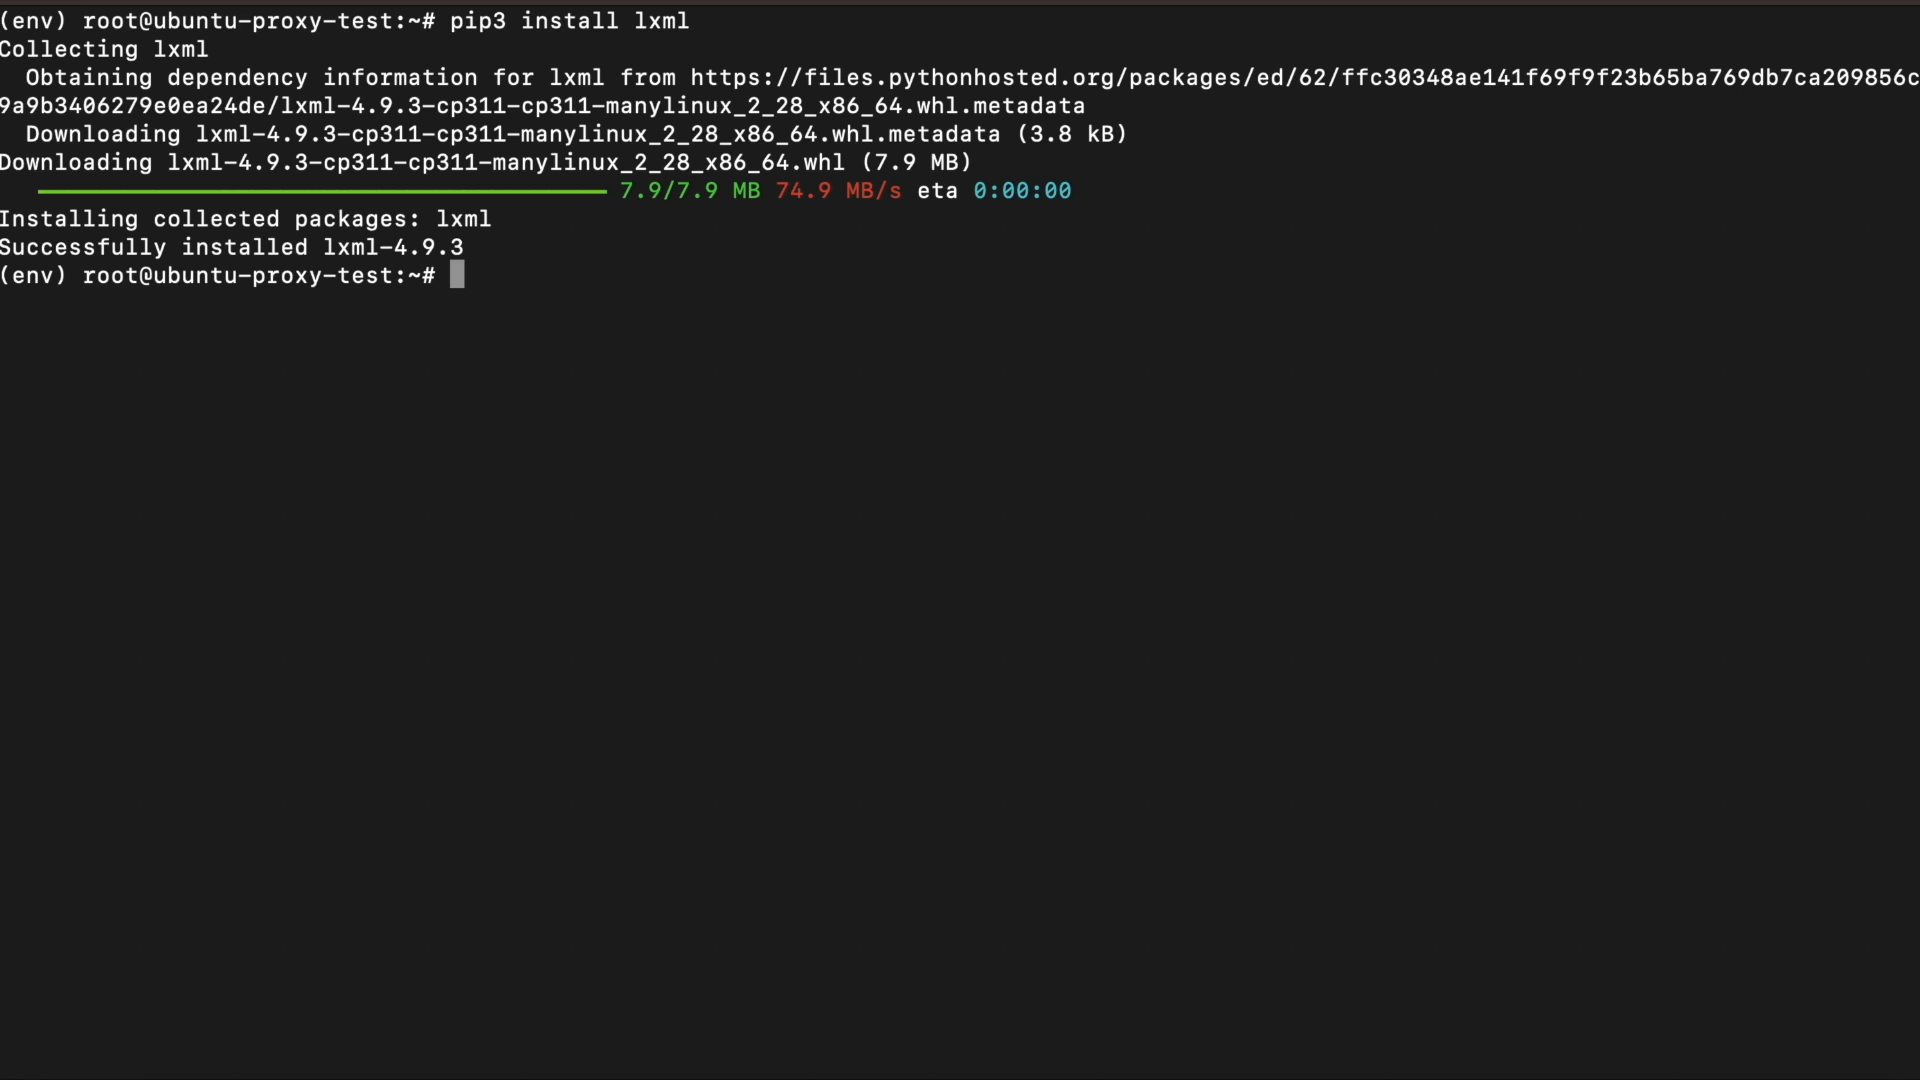 (env) root@ubuntu-proxy-test:~# pip3 install lxml
Collecting lxml
  Obtaining dependency information for lxml from https://files.pythonhosted.org/packages/ed/62/ffc30348ae141f69f9f23b65ba769db7ca209856c
9a9b3406279e0ea24de/lxml-4.9.3-cp311-cp311-manylinux_2_28_x86_64.whl.metadata
  Downloading lxml-4.9.3-cp311-cp311-manylinux_2_28_x86_64.whl.metadata (3.8 kB)
Downloading lxml-4.9.3-cp311-cp311-manylinux_2_28_x86_64.whl (7.9 MB)
7.9/7.9 MB 74.9 MB/s eta 0:00:00
Installing collected packages: lxml
Successfully installed lxml-4.9.3
(env) root@ubuntu-proxy-test:~#